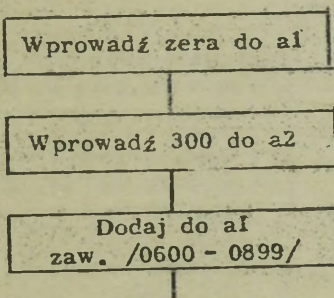 Wprowadź zera do a1
Wprowadź 300 do a2
Dodaj do a1
zaw. /0600 - 0899/